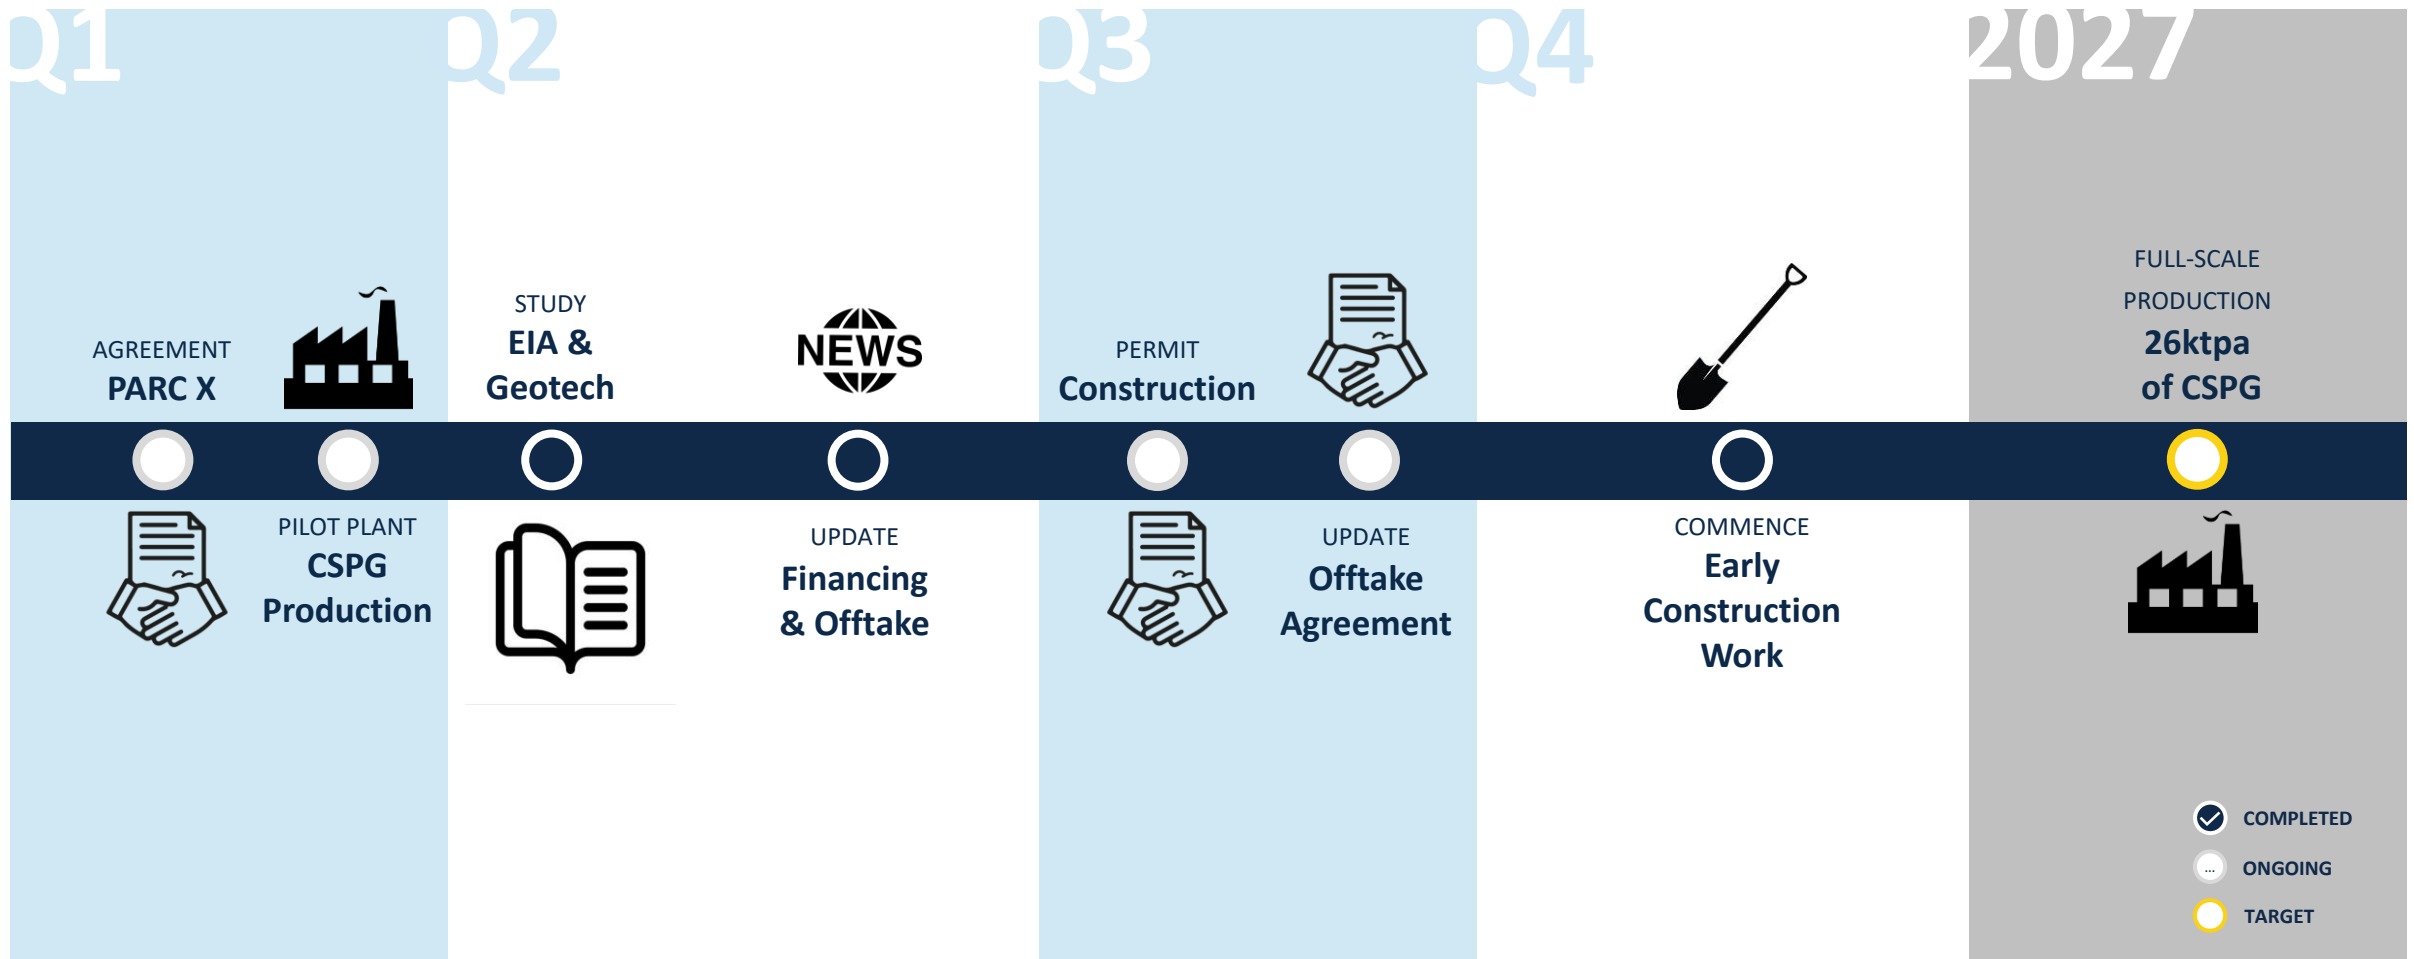 Q1
Q2
Q3
Q4
2027
AGREEMENT
PARC X
PILOT PLANT
CSPG
Production
STUDY
EIA &
Geotech
NEWS
UPDATE
Financing
& Offtake
PERMIT
Construction
UPDATE
Offtake
Agreement
COMMENCE
Early
Construction
Work
FULL-SCALE
PRODUCTION
26ktpa
of CSPG
COMPLETED
... ONGOING
TARGET